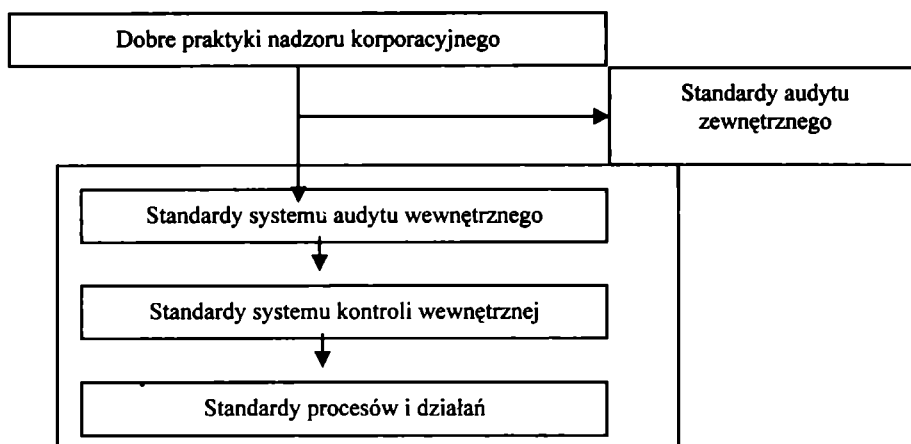 Dobre praktyki nadzoru korporacyjnego
Standardy audytu
zewnętrznego
Standardy systemu audytu wewnętrznego
Standardy systemu kontroli wewnętrznej
Standardy procesów i działań